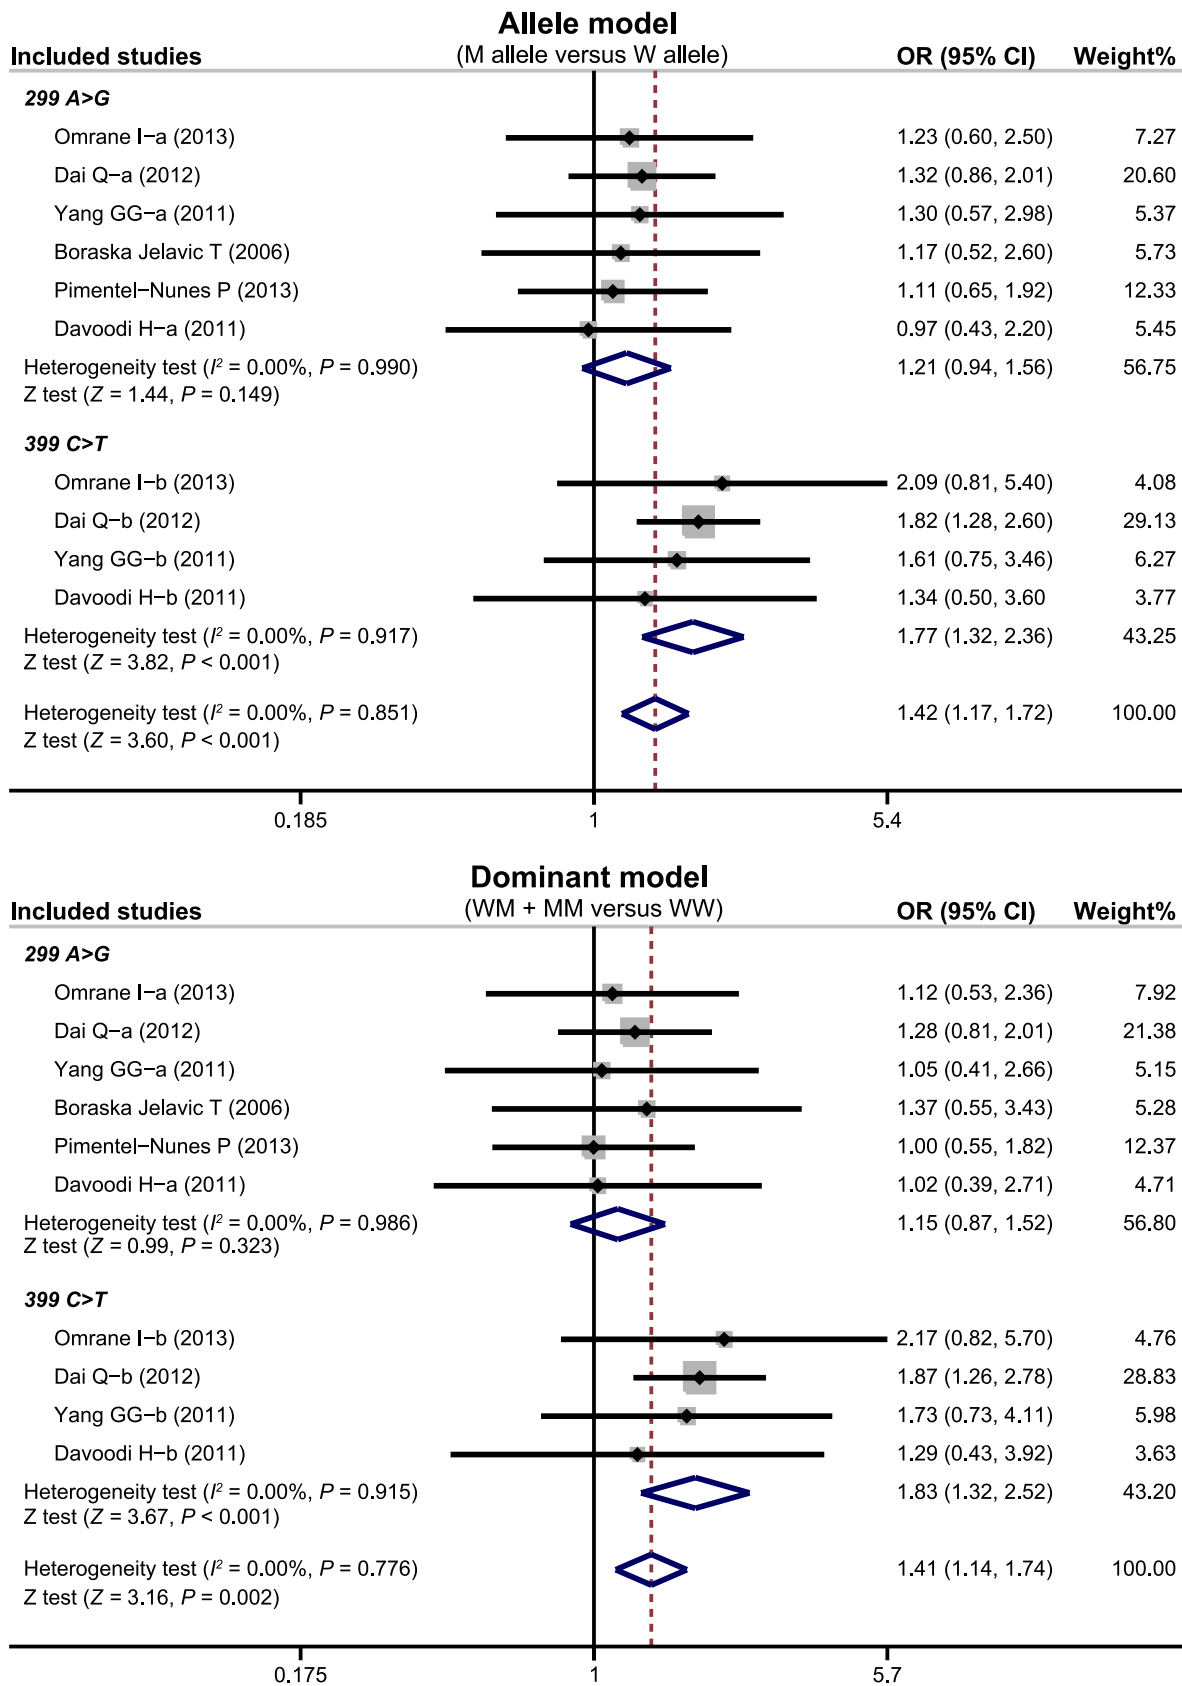 Allele model
Included studies (M allele versus W allele) OR (95% CI) Weight%
299 A>G
Omrane I−a (2013) 1.23 (0.60, 2.50) 7.27
Dai Q−a (2012) 1.32 (0.86, 2.01) 20.60
Yang GG−a (2011) 1.30 (0.57, 2.98) 5.37
Boraska Jelavic T (2006) 1.17 (0.52, 2.60) 5.73
Pimentel−Nunes P (2013) 1.11 (0.65, 1.92) 12.33
Davoodi H−a (2011) 0.97 (0.43, 2.20) 5.45
Heterogeneity test (I² = 0.00%, P = 0.990) 1.21 (0.94, 1.56) 56.75
Z test (Z = 1.44, P = 0.149)
399 C>T
Omrane I−b (2013) 2.09 (0.81, 5.40) 4.08
Dai Q−b (2012) 1.82 (1.28, 2.60) 29.13
Yang GG−b (2011) 1.61 (0.75, 3.46) 6.27
Davoodi H−b (2011) 1.34 (0.50, 3.60 3.77
Heterogeneity test (I² = 0.00%, P = 0.917) 1.77 (1.32, 2.36) 43.25
Z test (Z = 3.82, P < 0.001)
Heterogeneity test (I² = 0.00%, P = 0.851) 1.42 (1.17, 1.72) 100.00
Z test (Z = 3.60, P < 0.001)
0.185 1 5.4
Dominant model
Included studies (WM + MM versus WW) OR (95% CI) Weight%
299 A>G
Omrane I−a (2013) 1.12 (0.53, 2.36) 7.92
Dai Q−a (2012) 1.28 (0.81, 2.01) 21.38
Yang GG−a (2011) 1.05 (0.41, 2.66) 5.15
Boraska Jelavic T (2006) 1.37 (0.55, 3.43) 5.28
Pimentel−Nunes P (2013) 1.00 (0.55, 1.82) 12.37
Davoodi H−a (2011) 1.02 (0.39, 2.71) 4.71
Heterogeneity test (I² = 0.00%, P = 0.986) 1.15 (0.87, 1.52) 56.80
Z test (Z = 0.99, P = 0.323)
399 C>T
Omrane I−b (2013) 2.17 (0.82, 5.70) 4.76
Dai Q−b (2012) 1.87 (1.26, 2.78) 28.83
Yang GG−b (2011) 1.73 (0.73, 4.11) 5.98
Davoodi H−b (2011) 1.29 (0.43, 3.92) 3.63
Heterogeneity test (I² = 0.00%, P = 0.915) 1.83 (1.32, 2.52) 43.20
Z test (Z = 3.67, P < 0.001)
Heterogeneity test (I² = 0.00%, P = 0.776) 1.41 (1.14, 1.74) 100.00
Z test (Z = 3.16, P = 0.002)
0.175 1 5.7